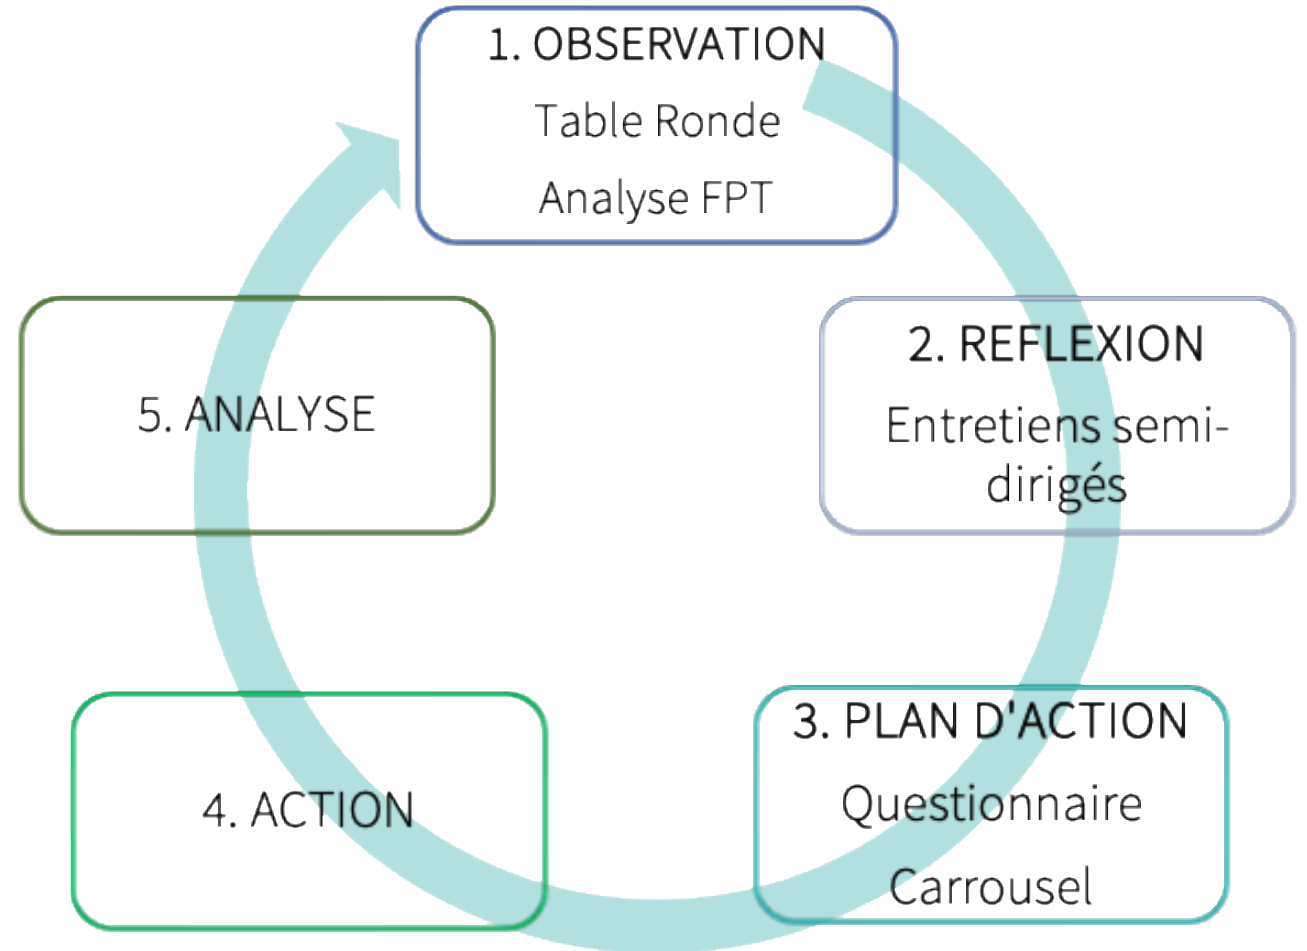 1. OBSERVATION
Table Ronde
Analyse FPT
2. REFLEXION
Entretiens semi-
dirigés
3. PLAN D'ACTION
Questionnaire
Carrousel
4. ACTION
5. ANALYSE